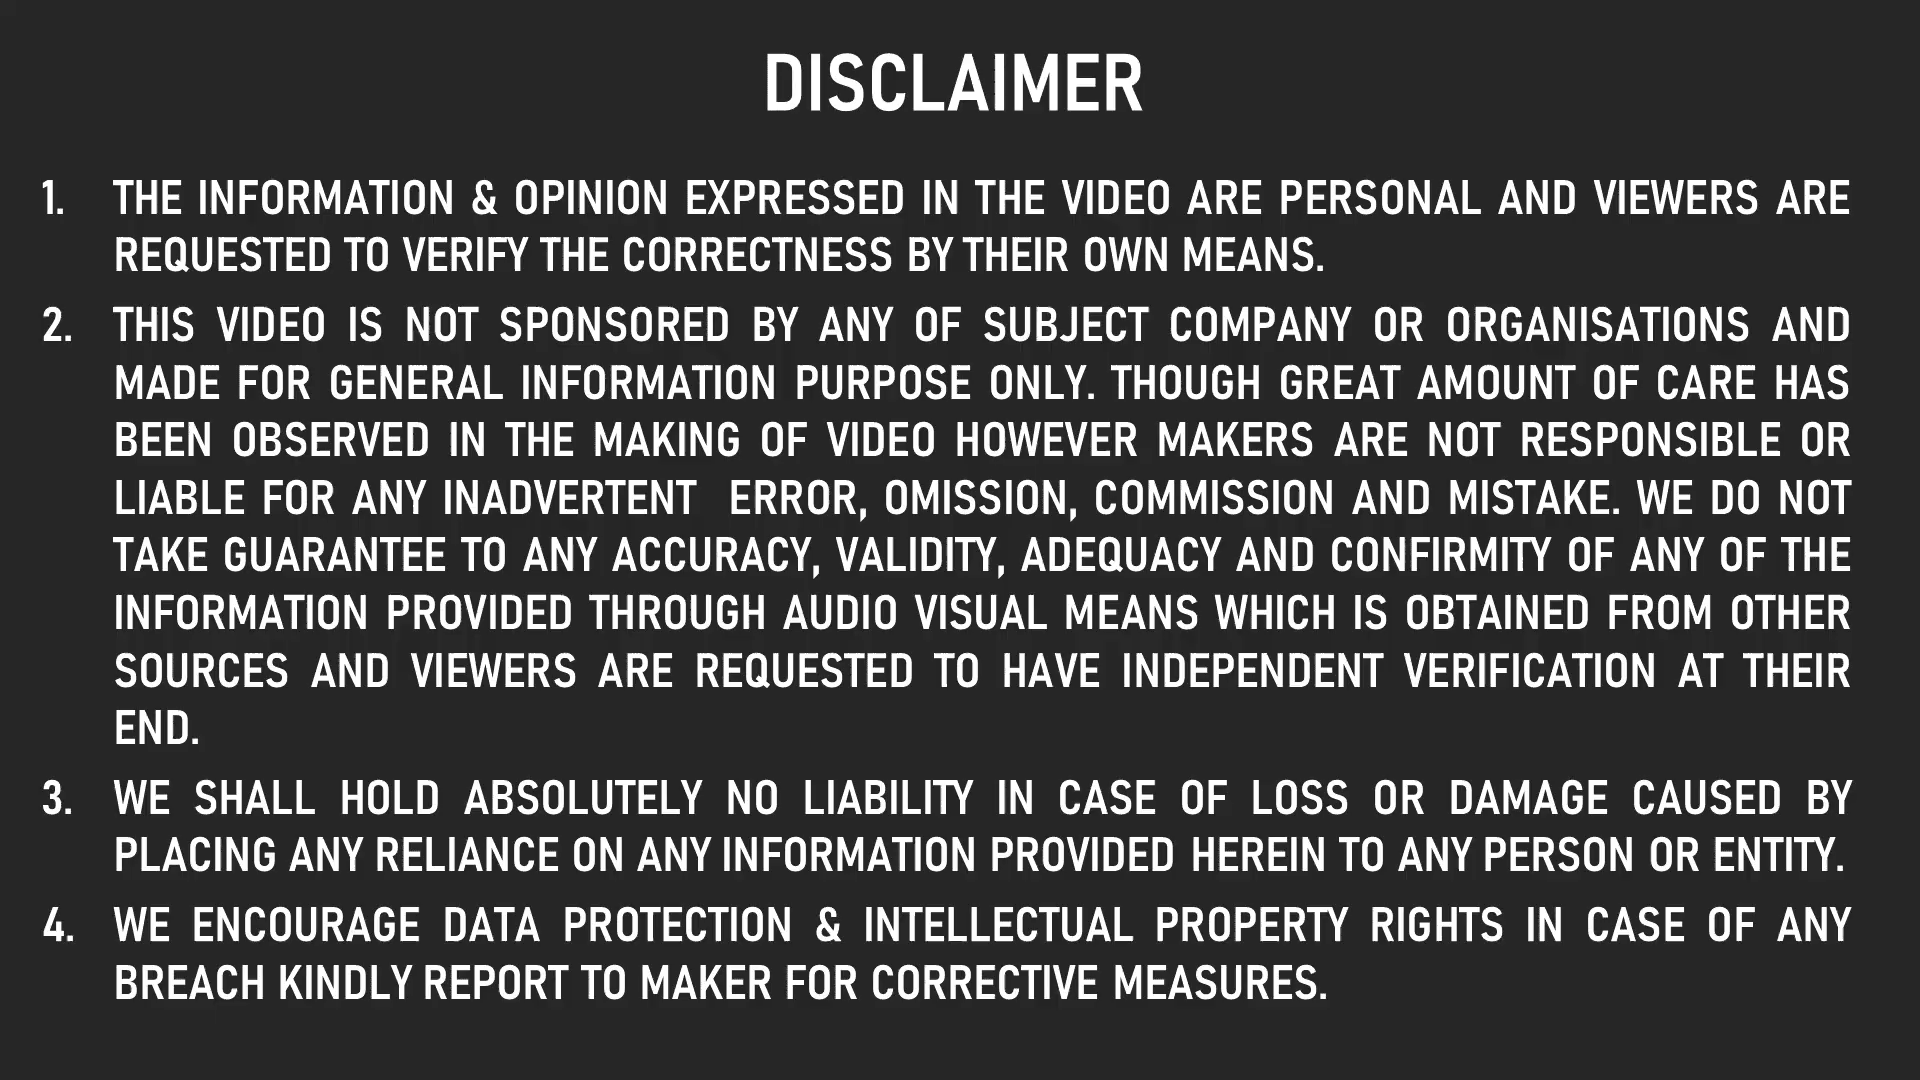 DISCLAIMER
1. THE INFORMATION & OPINION EXPRESSED IN THE VIDEO ARE PERSONAL AND VIEWERS ARE
REQUESTED TO VERIFY THE CORRECTNESS BY THEIR OWN MEANS.
2. THIS VIDEO IS NOT SPONSORED BY ANY OF SUBJECT COMPANY OR ORGANISATIONS AND
MADE FOR GENERAL INFORMATION PURPOSE ONLY. THOUGH GREAT AMOUNT OF CARE HAS
BEEN OBSERVED IN THE MAKING OF VIDEO HOWEVER MAKERS ARE NOT RESPONSIBLE OR
LIABLE FOR ANY INADVERTENT ERROR, OMISSION, COMMISSION AND MISTAKE. WE DO NOT
TAKE GUARANTEE TO ANY ACCURACY, VALIDITY, ADEQUACY AND CONFIRMITY OF ANY OF THE
INFORMATION PROVIDED THROUGH AUDIO VISUAL MEANS WHICH IS OBTAINED FROM OTHER
SOURCES AND VIEWERS ARE REQUESTED TO HAVE INDEPENDENT VERIFICATION AT THEIR
END.
3. WE SHALL HOLD ABSOLUTELY NO LIABILITY IN CASE OF LOSS OR DAMAGE CAUSED BY
PLACING ANY RELIANCE ON ANY INFORMATION PROVIDED HEREIN TO ANY PERSON OR ENTITY.
4. WE ENCOURAGE DATA PROTECTION & INTELLECTUAL PROPERTY RIGHTS IN CASE OF ANY
BREACH KINDLY REPORT TO MAKER FOR CORRECTIVE MEASURES.